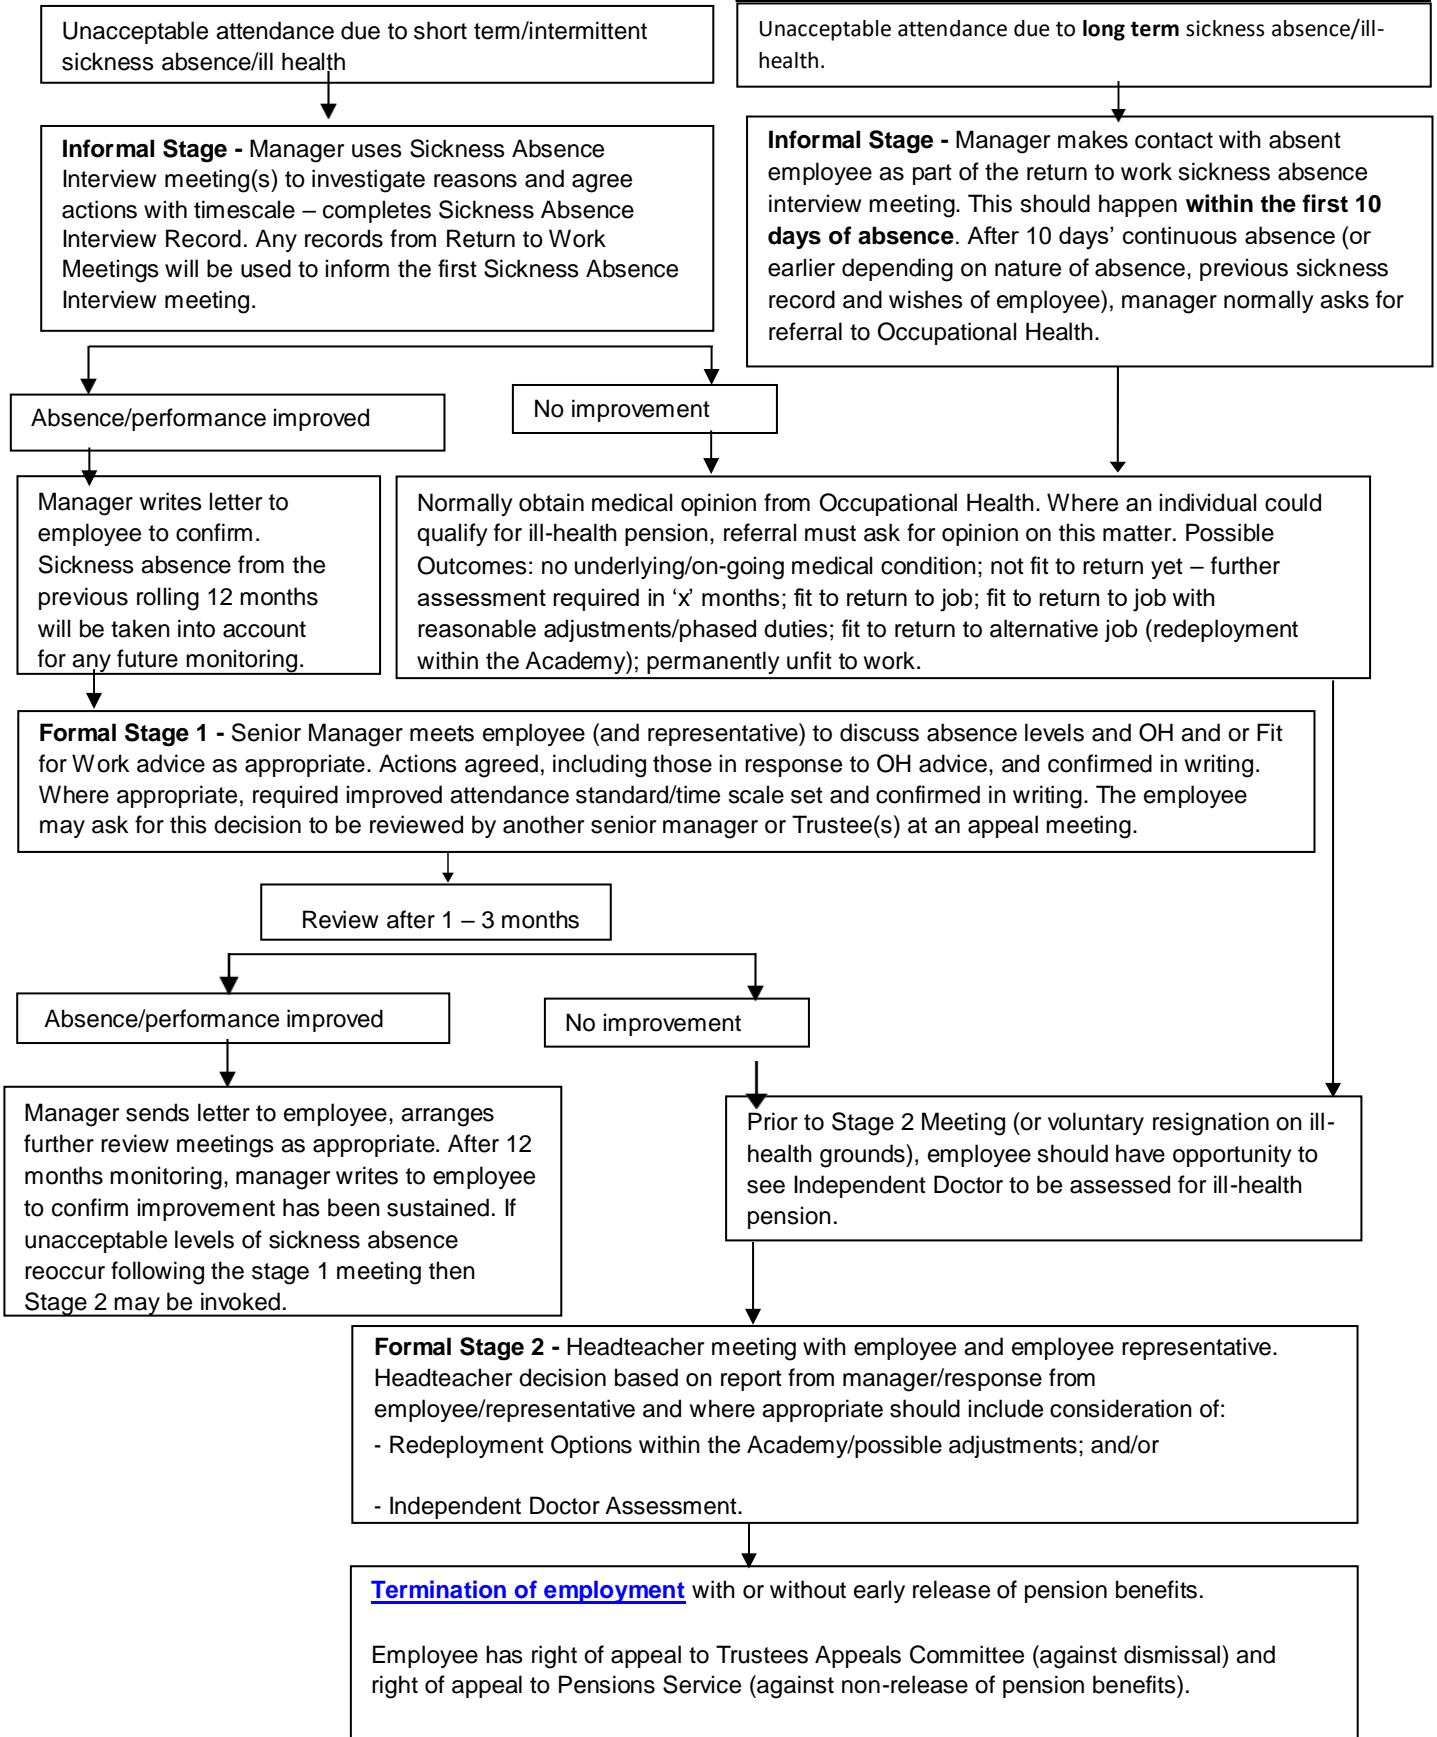 Unacceptable attendance due to short term/intermittent
sickness absence/ill health
Unacceptable attendance due to long term sickness absence/ill-
health.
Informal Stage - Manager uses Sickness Absence
Interview meeting(s) to investigate reasons and agree
actions with timescale – completes Sickness Absence
Interview Record. Any records from Return to Work
Meetings will be used to inform the first Sickness Absence
Interview meeting.
Informal Stage - Manager makes contact with absent
employee as part of the return to work sickness absence
interview meeting. This should happen within the first 10
days of absence. After 10 days’ continuous absence (or
earlier depending on nature of absence, previous sickness
record and wishes of employee), manager normally asks for
referral to Occupational Health.
Absence/performance improved
No improvement
Manager writes letter to
employee to confirm.
Sickness absence from the
previous rolling 12 months
will be taken into account
for any future monitoring.
Normally obtain medical opinion from Occupational Health. Where an individual could
qualify for ill-health pension, referral must ask for opinion on this matter. Possible
Outcomes: no underlying/on-going medical condition; not fit to return yet – further
assessment required in ‘x’ months; fit to return to job; fit to return to job with
reasonable adjustments/phased duties; fit to return to alternative job (redeployment
within the Academy); permanently unfit to work.
Formal Stage 1 - Senior Manager meets employee (and representative) to discuss absence levels and OH and or Fit
for Work advice as appropriate. Actions agreed, including those in response to OH advice, and confirmed in writing.
Where appropriate, required improved attendance standard/time scale set and confirmed in writing. The employee
may ask for this decision to be reviewed by another senior manager or Trustee(s) at an appeal meeting.
Review after 1 – 3 months
Absence/performance improved
No improvement
Manager sends letter to employee, arranges
further review meetings as appropriate. After 12
months monitoring, manager writes to employee
to confirm improvement has been sustained. If
unacceptable levels of sickness absence
reoccur following the stage 1 meeting then
Stage 2 may be invoked.
Prior to Stage 2 Meeting (or voluntary resignation on ill-
health grounds), employee should have opportunity to
see Independent Doctor to be assessed for ill-health
pension.
Formal Stage 2 - Headteacher meeting with employee and employee representative.
Headteacher decision based on report from manager/response from
employee/representative and where appropriate should include consideration of:
- Redeployment Options within the Academy/possible adjustments; and/or
- Independent Doctor Assessment.
Termination of employment with or without early release of pension benefits.
Employee has right of appeal to Trustees Appeals Committee (against dismissal) and
right of appeal to Pensions Service (against non-release of pension benefits).